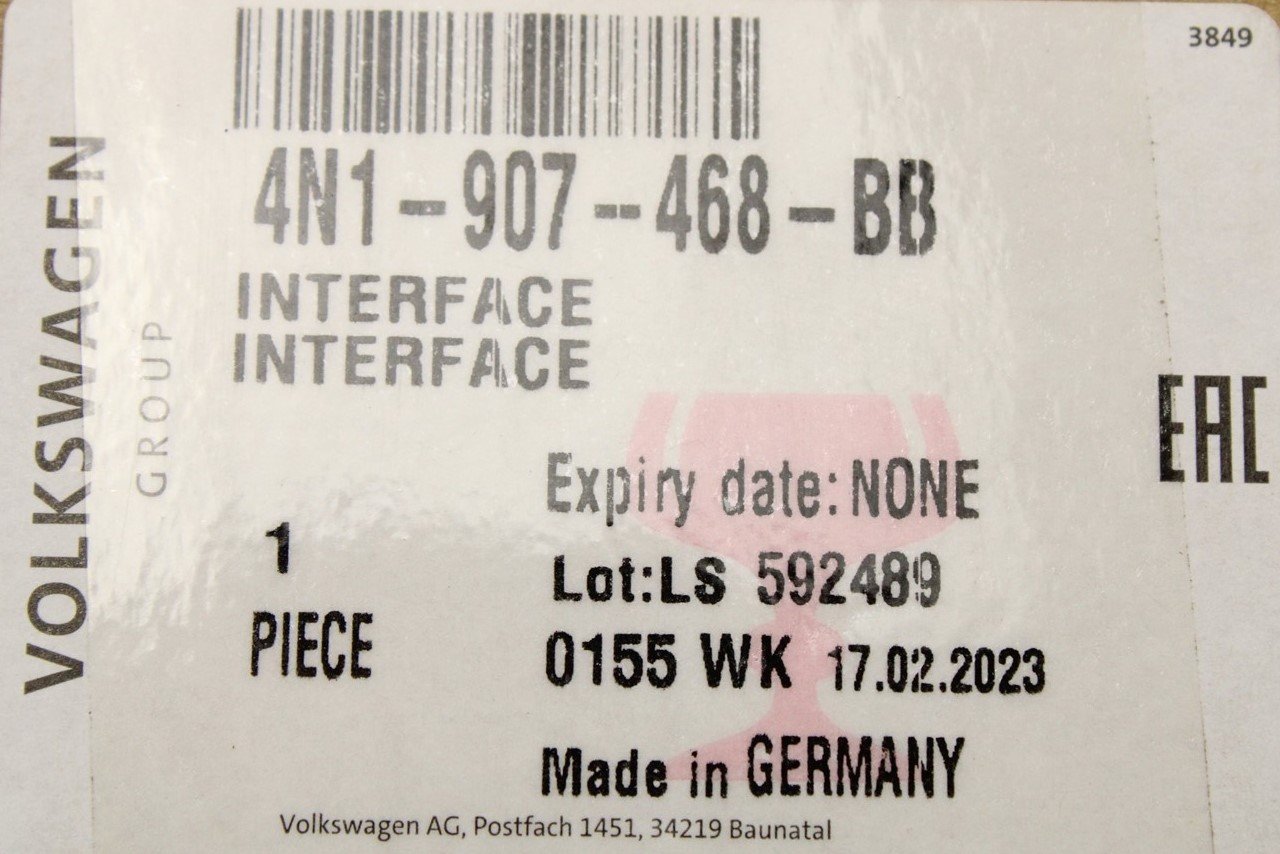 3849
VOLKSWAGEN
GROUP
4N1-907-468-BB
INTERFACE
INTERFACE
EAC
Expiry date: NONE
1
Lot:LS 592489
PIECE
0155 WK 17.02.2023
Made in GERMANY
Volkswagen AG, Postfach 1451, 34219 Baunatal